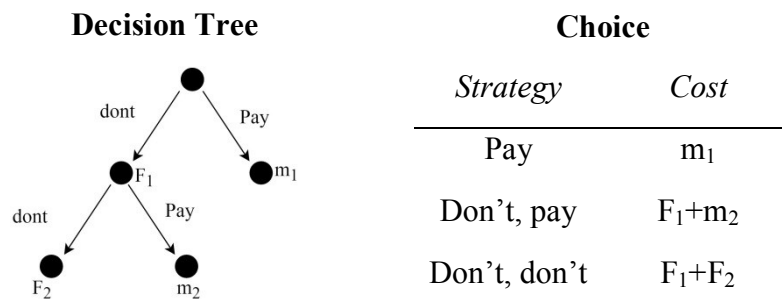 Decision Tree
dont
Pay
F₁
m₁
dont
Pay
F₂
m₂
Choice
Strategy Cost
Pay m₁
Don’t, pay F₁+m₂
Don’t, don’t F₁+F₂